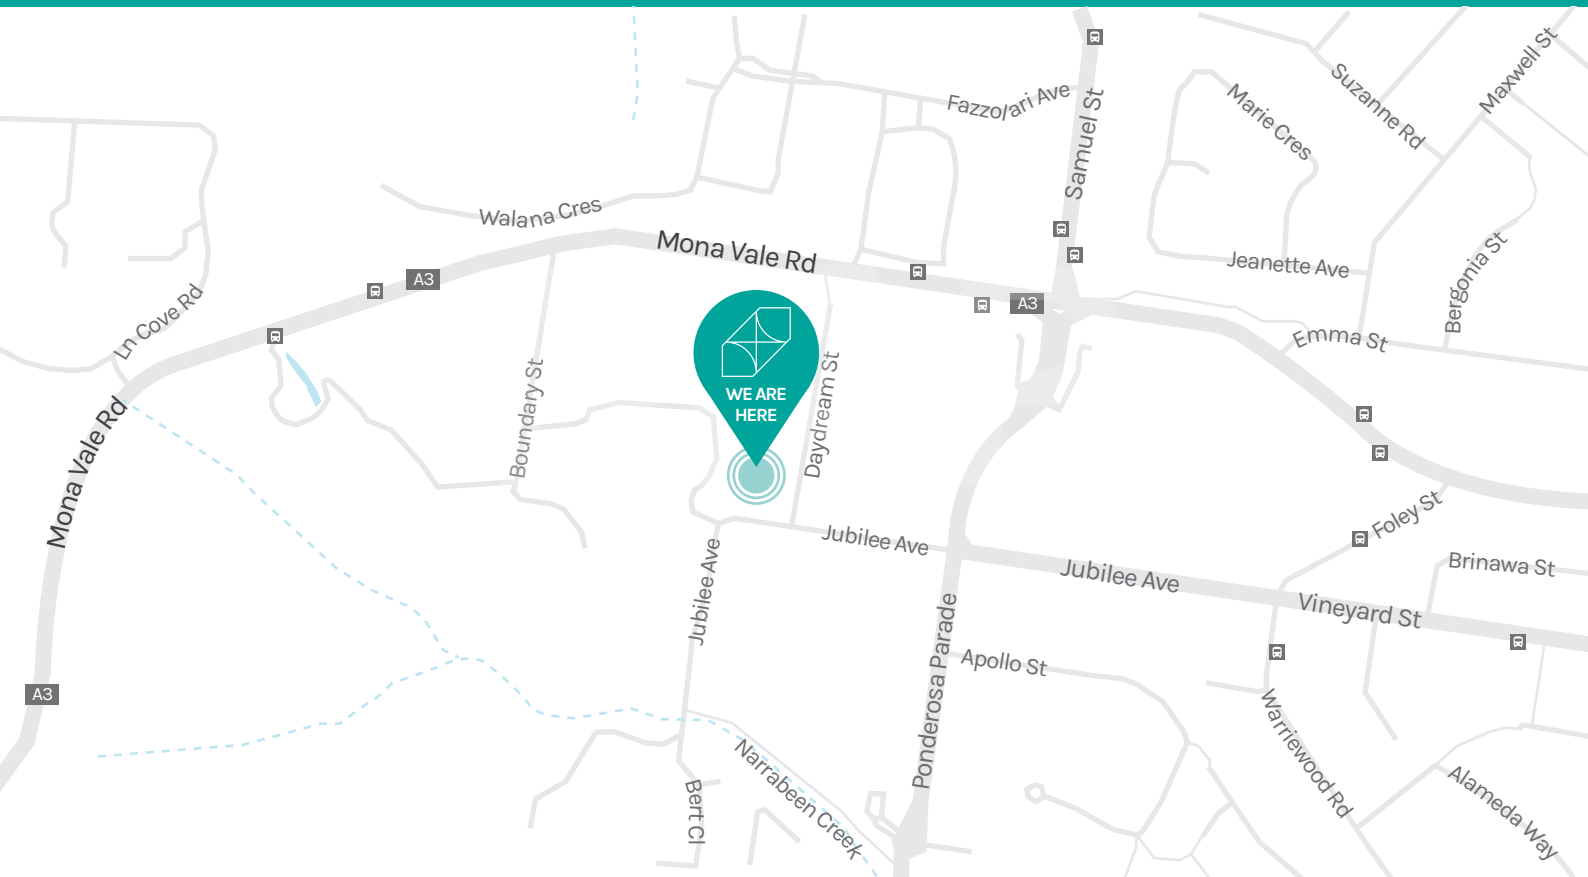 Fazzolari Ave
Samuel St
Marie Cres
Suzanne Rd
Maxwell St
Walana Cres
Mona Vale Rd
Jeanette Ave
Bergonia St
A3
A3
Ln Cove Rd
Emma St
WE ARE
HERE
Daydream St
Boundary St
Mona Vale Rd
Foley St
Jubilee Ave
Jubilee Ave
Jubilee Ave
Brinawa St
Vineyard St
Ponderosa Parade
Apollo St
A3
Warriewood Rd
Narrabeen Creek
Bert Cl
Alameda Way